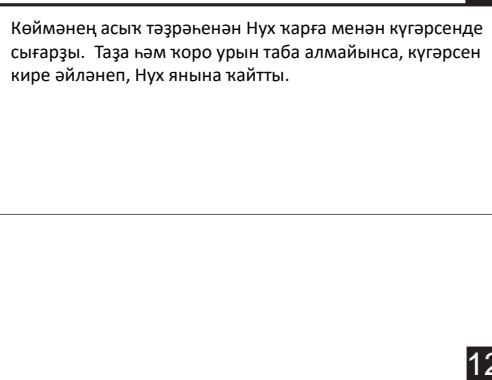 Көймәнең асыҡ тәҙрәһенән Нух ҡарға менән күгәрсенде
сығарҙы. Таҙа һәм ҡоро урын таба алмайынса, күгәрсен
кире әйләнеп, Нух янына ҡайтты.
12